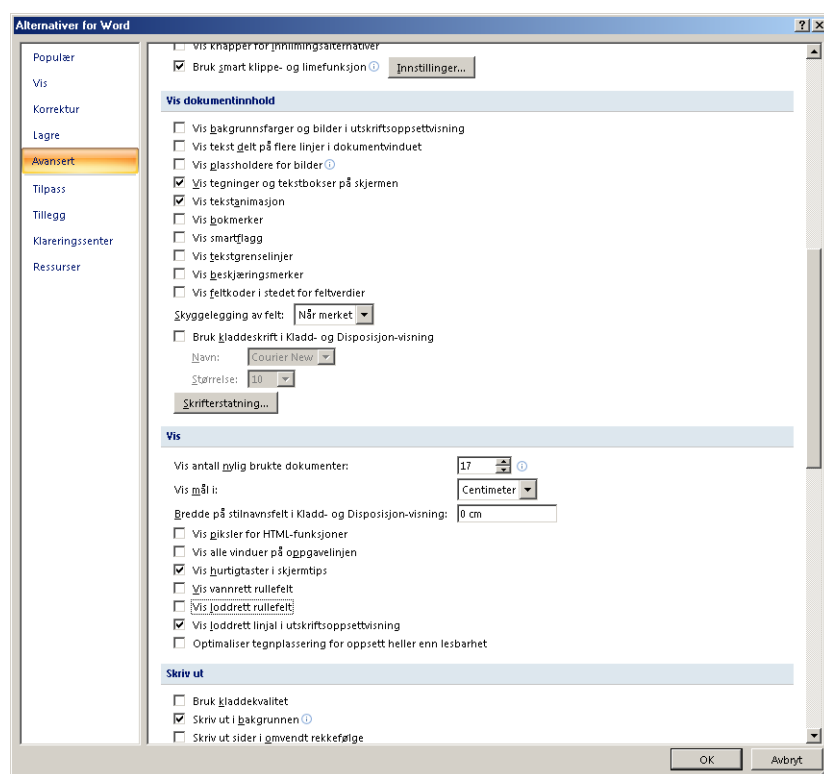 Alternativer for Word
Populær
Vis
Korrektur
Lagre
Avansert
Tilpass
Tillegg
Klareringssenter
Ressurser
Vis knapper for innlimingsalternativer
Bruk smart klippe- og limefunksjon
Innstillinger...
Vis dokumentinnhold
Vis bakgrunnsfarger og bilder i utskriftsoppsettvisning
Vis tekst delt på flere linjer i dokumentvinduet
Vis plassholdere for bilder
Vis tegninger og tekstbokser på skjermen
Vis tekstanimasjon
Vis bokmerker
Vis smartflagg
Vis tekstgrenselinjer
Vis beskjæringsmerker
Vis feltkoder i stedet for feltverdier
Skyggelegging av felt: Når merket
Bruk kladdeskrift i Kladd- og Disposisjon-visning
Navn: Courier New
Størrelse: 10
Skrifterstatning...
Vis
Vis antall nylig brukte dokumenter: 17
Vis mål i: Centimeter
Bredde på stilnavnsfelt i Kladd- og Disposisjon-visning: 0 cm
Vis piksler for HTML-funksjoner
Vis alle vinduer på oppgavelinjen
Vis hurtigtaster i skjermtips
Vis vannrett rullefelt
Vis loddrett rullefelt
Vis loddrett linjal i utskriftsoppsettvisning
Optimaliser tegnplassering for oppsett heller enn lesbarhet
Skriv ut
Bruk kladdekvalitet
Skriv ut i bakgrunnen
Skriv ut sider i omvendt rekkefølge
OK
Avbryt